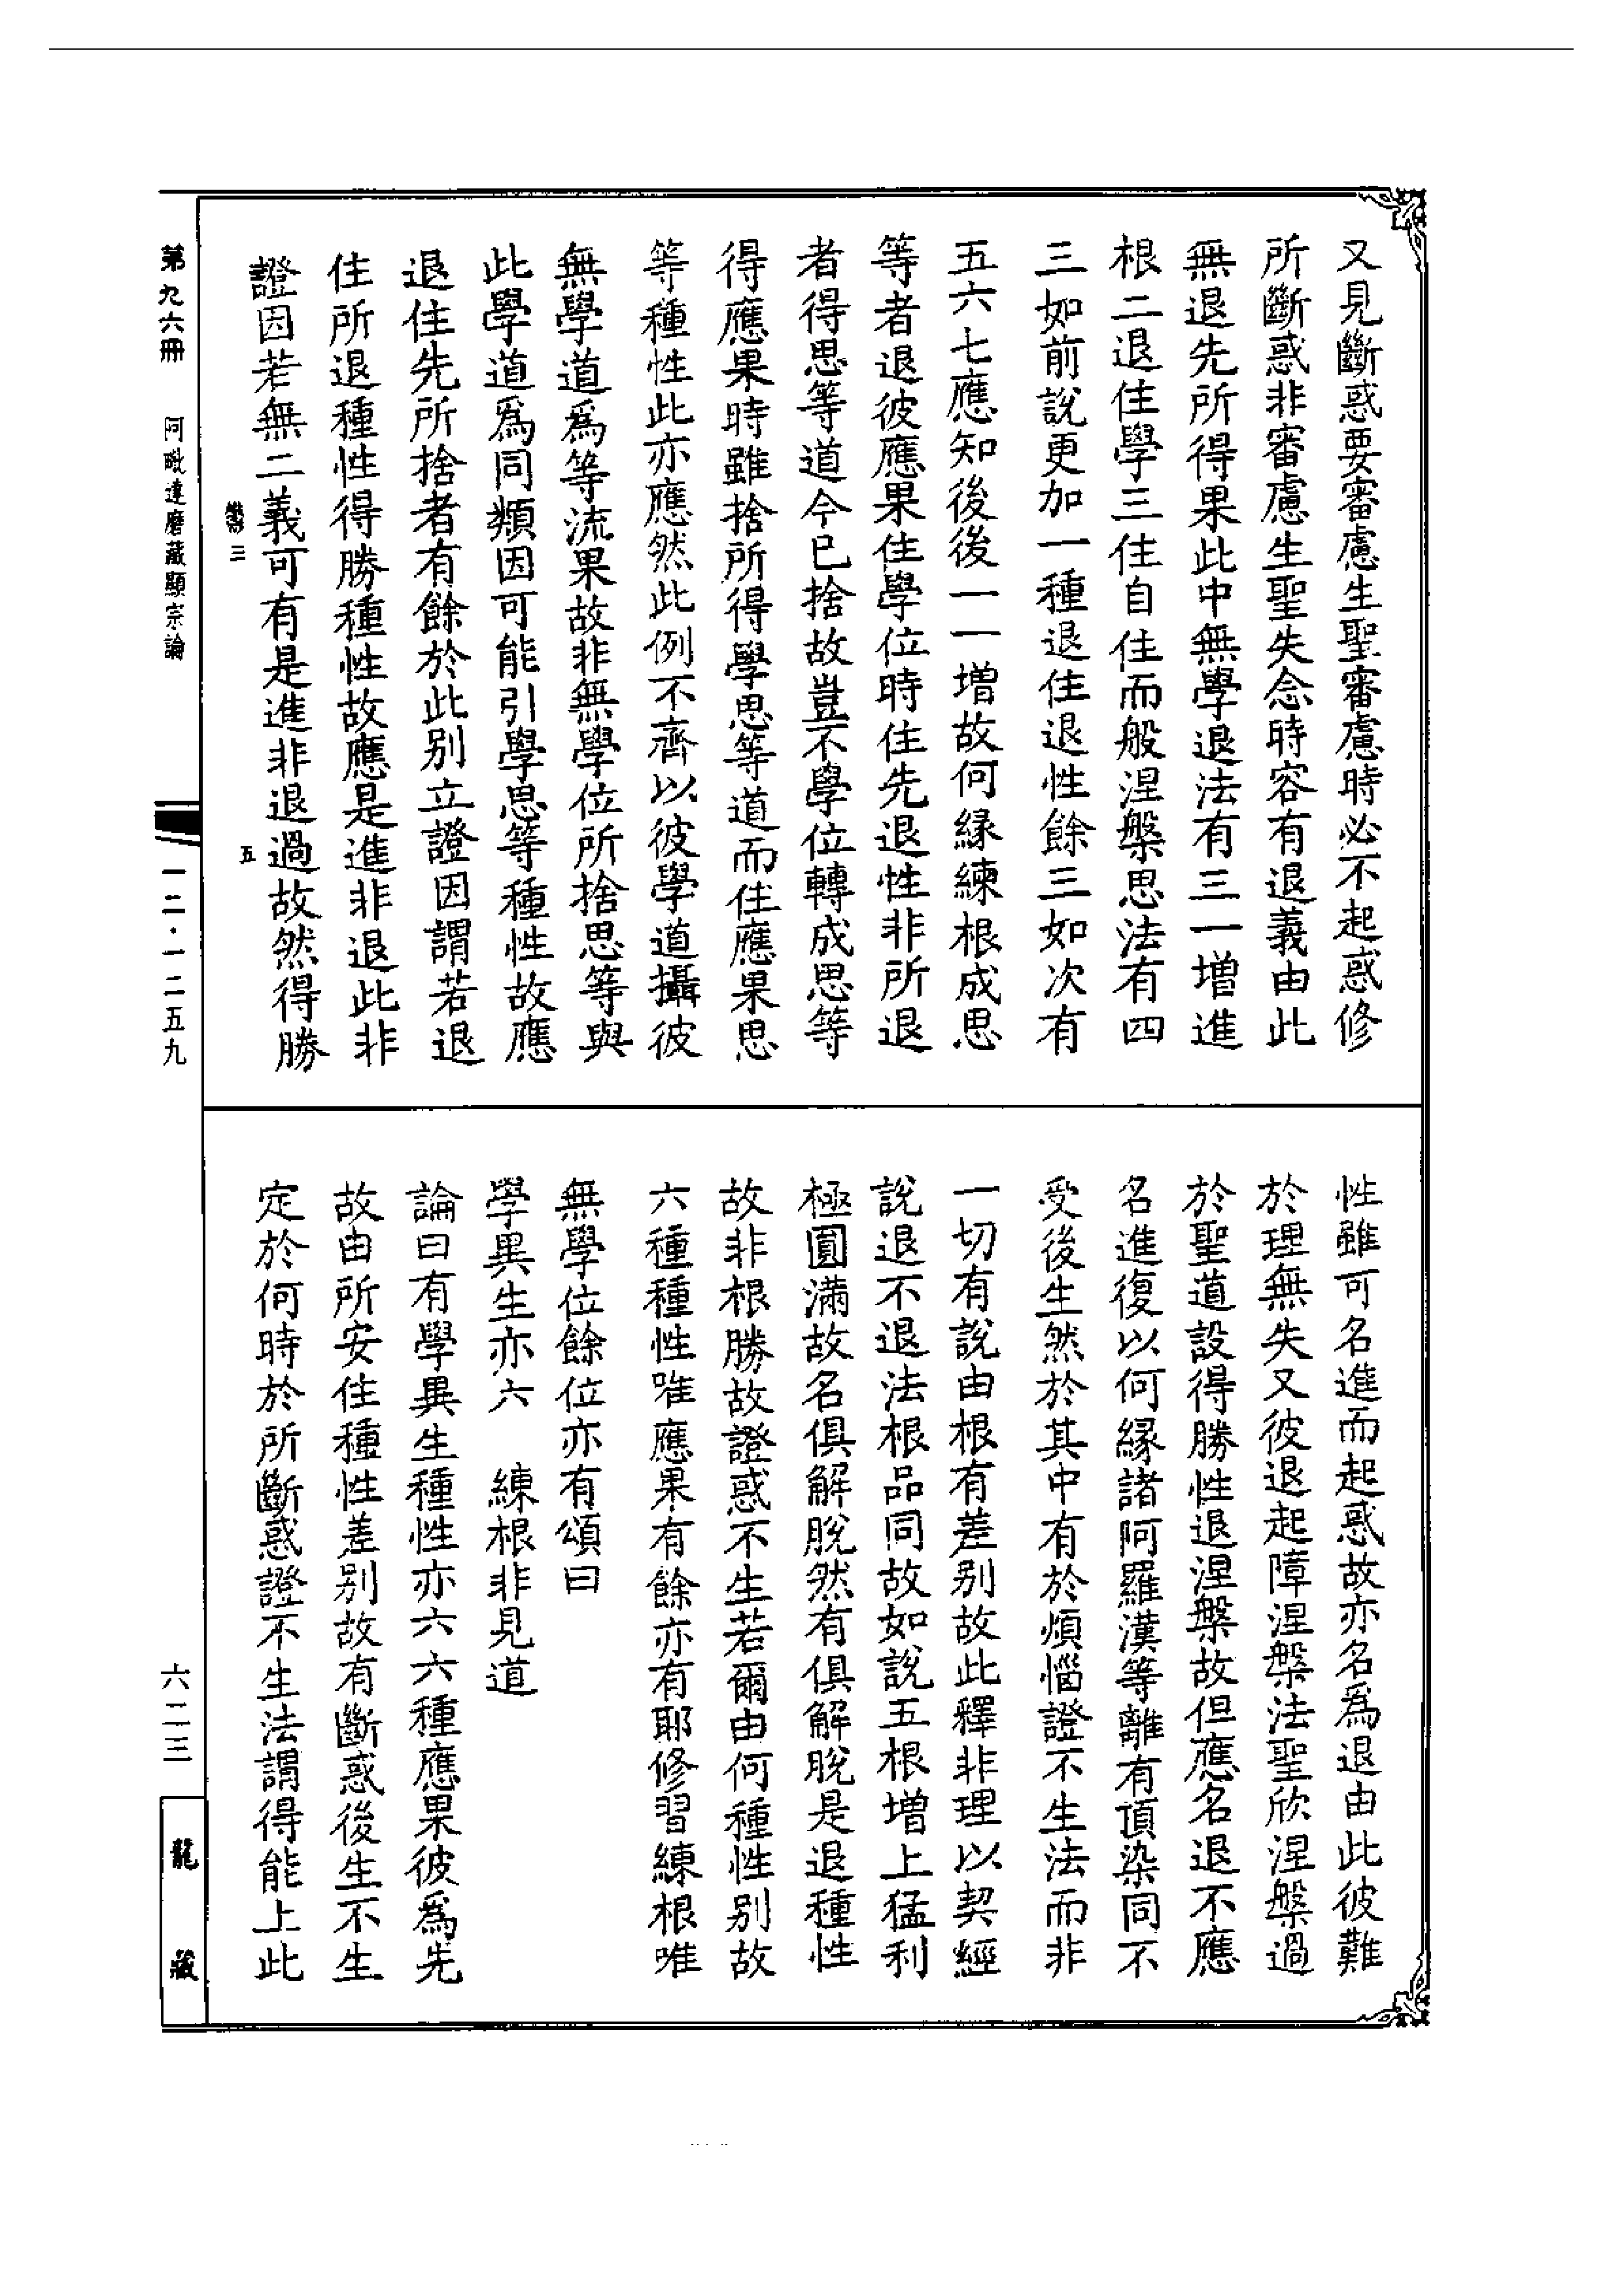 又見斷惑要審慮生聖審慮時必不起惑修
所斷惑非審慮生聖失念時容有退義由此
無退先所得果此中無學退法有三一增進
根二退住學三住自住而般涅槃思法有四
三如前說更加一種退住退性餘三如次有
五六七應知後後一一增故何緣練根成思
等者退彼應果住學位時住先退性非所退
者得思等道今已捨故豈不學位轉成思等
得應果時雖捨所得學思等道而住應果思
等種性此亦應然此例不齊以彼學道攝彼
無學道爲等流果故非無學位所捨思等與
此學道爲同類因可能引學思等種性故應
退住先所捨者有餘於此別立證因謂若退
住所退種性得勝種性故應是進非退此非
證因若無二義可有是進非退過故然得勝
性雖可名進而起惑故亦名爲退由此彼難
於理無失又彼退起障涅槃法聖欣涅槃過
於聖道設得勝性退涅槃故但應名退不應
名進復以何緣諸阿羅漢等離有頂染同不
受後生然於其中有於煩惱證不生法而非
一切有說由根有差别故此釋非理以契經
說退不退法根品同故如說五根增上猛利
極圓滿故名俱解脫然有俱解脫是退種性
故非根勝故證惑不生若爾由何種性別故
六種種性唯應果有餘亦有耶修習練根唯
無學位餘位亦有頌曰
學異生亦六　練根非見道
論曰有學異生種性亦六六種應果彼爲先
故由所安住種性差别故有斷惑後生不生
定於何時於所斷惑證不生法謂得能上此
第九六冊　阿毗達磨藏顯宗論
三
五
一二·一二五九
六二三
龍藏